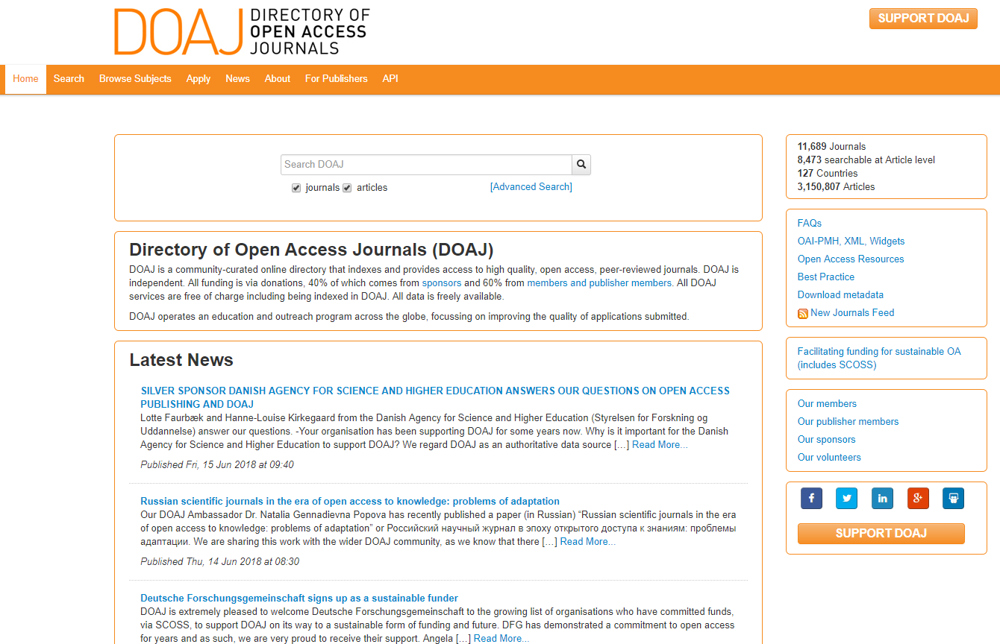 DOAJ
DIRECTORY OF
OPEN ACCESS
JOURNALS
SUPPORT DOAJ
Home Search Browse Subjects Apply News About For Publishers API
Search DOAJ
journals articles [Advanced Search]
Directory of Open Access Journals (DOAJ)
DOAJ is a community-curated online directory that indexes and provides access to high quality, open access, peer-reviewed journals. DOAJ is
independent. All funding is via donations, 40% of which comes from sponsors and 60% from members and publisher members. All DOAJ
services are free of charge including being indexed in DOAJ. All data is freely available.
DOAJ operates an education and outreach program across the globe, focussing on improving the quality of applications submitted.
Latest News
SILVER SPONSOR DANISH AGENCY FOR SCIENCE AND HIGHER EDUCATION ANSWERS OUR QUESTIONS ON OPEN ACCESS
PUBLISHING AND DOAJ
Lotte Faurbæk and Hanne-Louise Kirkegaard from the Danish Agency for Science and Higher Education (Styrelsen for Forskning og
Uddannelse) answer our questions. -Your organisation has been supporting DOAJ for some years now. Why is it important for the Danish
Agency for Science and Higher Education to support DOAJ? We regard DOAJ as an authoritative data source […] Read More...
Published Fri, 15 Jun 2018 at 09:40
Russian scientific journals in the era of open access to knowledge: problems of adaptation
Our DOAJ Ambassador Dr. Natalia Gennadievna Popova has recently published a paper (in Russian) “Russian scientific journals in the era
of open access to knowledge: problems of adaptation” or Российский научный журнал в эпоху открытого доступа к знаниям: проблемы
адаптации. We are sharing this work with the wider DOAJ community, as we know that there […] Read More...
Published Thu, 14 Jun 2018 at 08:30
Deutsche Forschungsgemeinschaft signs up as a sustainable funder
DOAJ is extremely pleased to welcome Deutsche Forschungsgemeinschaft to the growing list of organisations who have committed funds,
via SCOSS, to support DOAJ on its way to a sustainable form of funding and future. DFG has demonstrated a commitment to open access
for years and as such, we are very proud to receive their support. Angela […] Read More...
11,689 Journals
8,473 searchable at Article level
127 Countries
3,150,807 Articles
FAQs
OAI-PMH, XML, Widgets
Open Access Resources
Best Practice
Download metadata
New Journals Feed
Facilitating funding for sustainable OA
(includes SCOSS)
Our members
Our publisher members
Our sponsors
Our volunteers
SUPPORT DOAJ